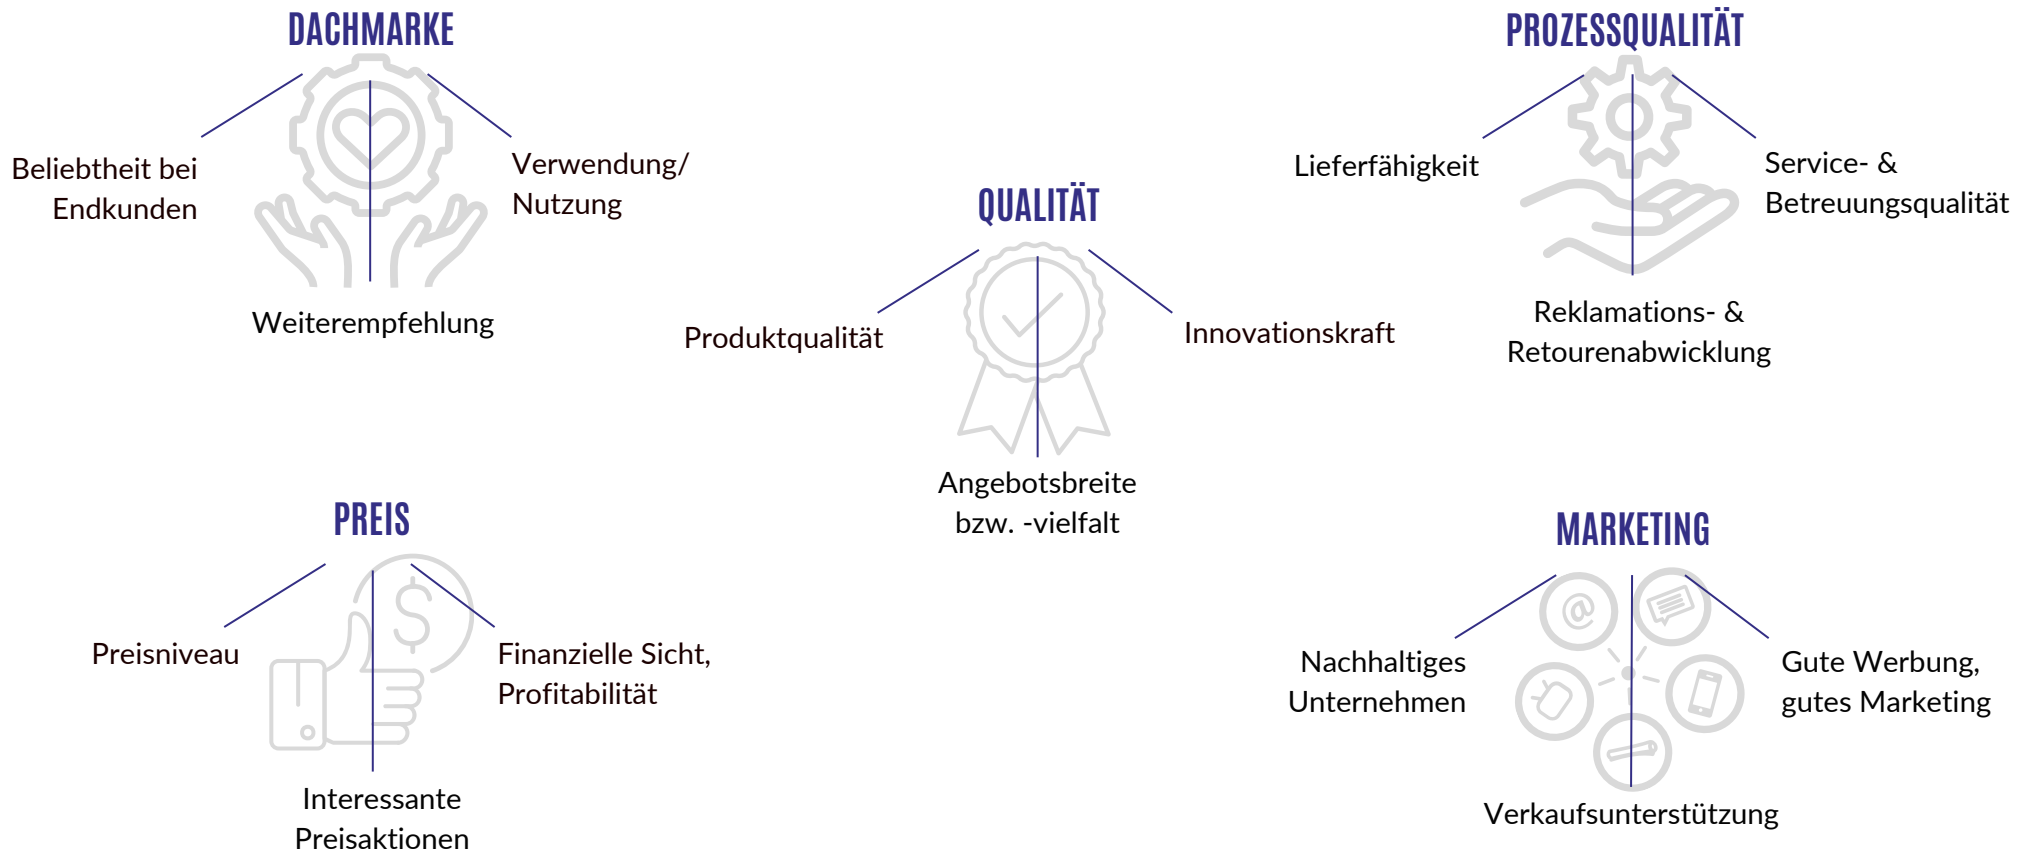 DACHMARKE
Beliebtheit bei
Endkunden
Verwendung/
Nutzung
Weiterempfehlung
QUALITÄT
Produktqualität
Innovationskraft
Angebotsbreite
bzw. -vielfalt
PROZESSQUALITÄT
Lieferfähigkeit
Service- &
Betreuungsqualität
Reklamations- &
Retourenabwicklung
PREIS
Preisniveau
Finanzielle Sicht,
Profitabilität
Interessante
Preisaktionen
MARKETING
@
Nachhaltiges
Unternehmen
Gute Werbung,
gutes Marketing
Verkaufsunterstützung